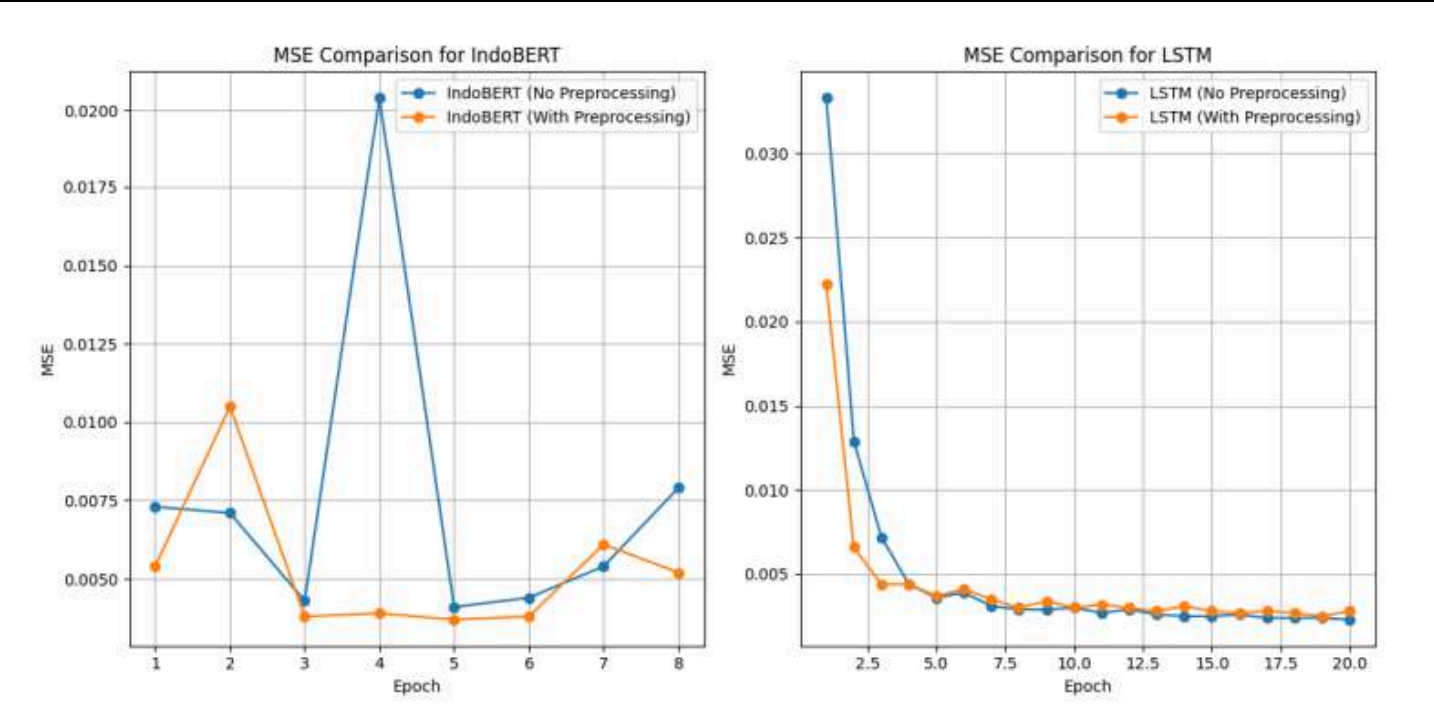 MSE Comparison for IndoBERT
IndoBERT (No Preprocessing)
IndoBERT (With Preprocessing)
MSE
0.0200
0.0175
0.0150
0.0125
0.0100
0.0075
0.0050
1 2 3 4 5 6 7 8
Epoch
MSE Comparison for LSTM
LSTM (No Preprocessing)
LSTM (With Preprocessing)
MSE
0.030
0.025
0.020
0.015
0.010
0.005
2.5 5.0 7.5 10.0 12.5 15.0 17.5 20.0
Epoch